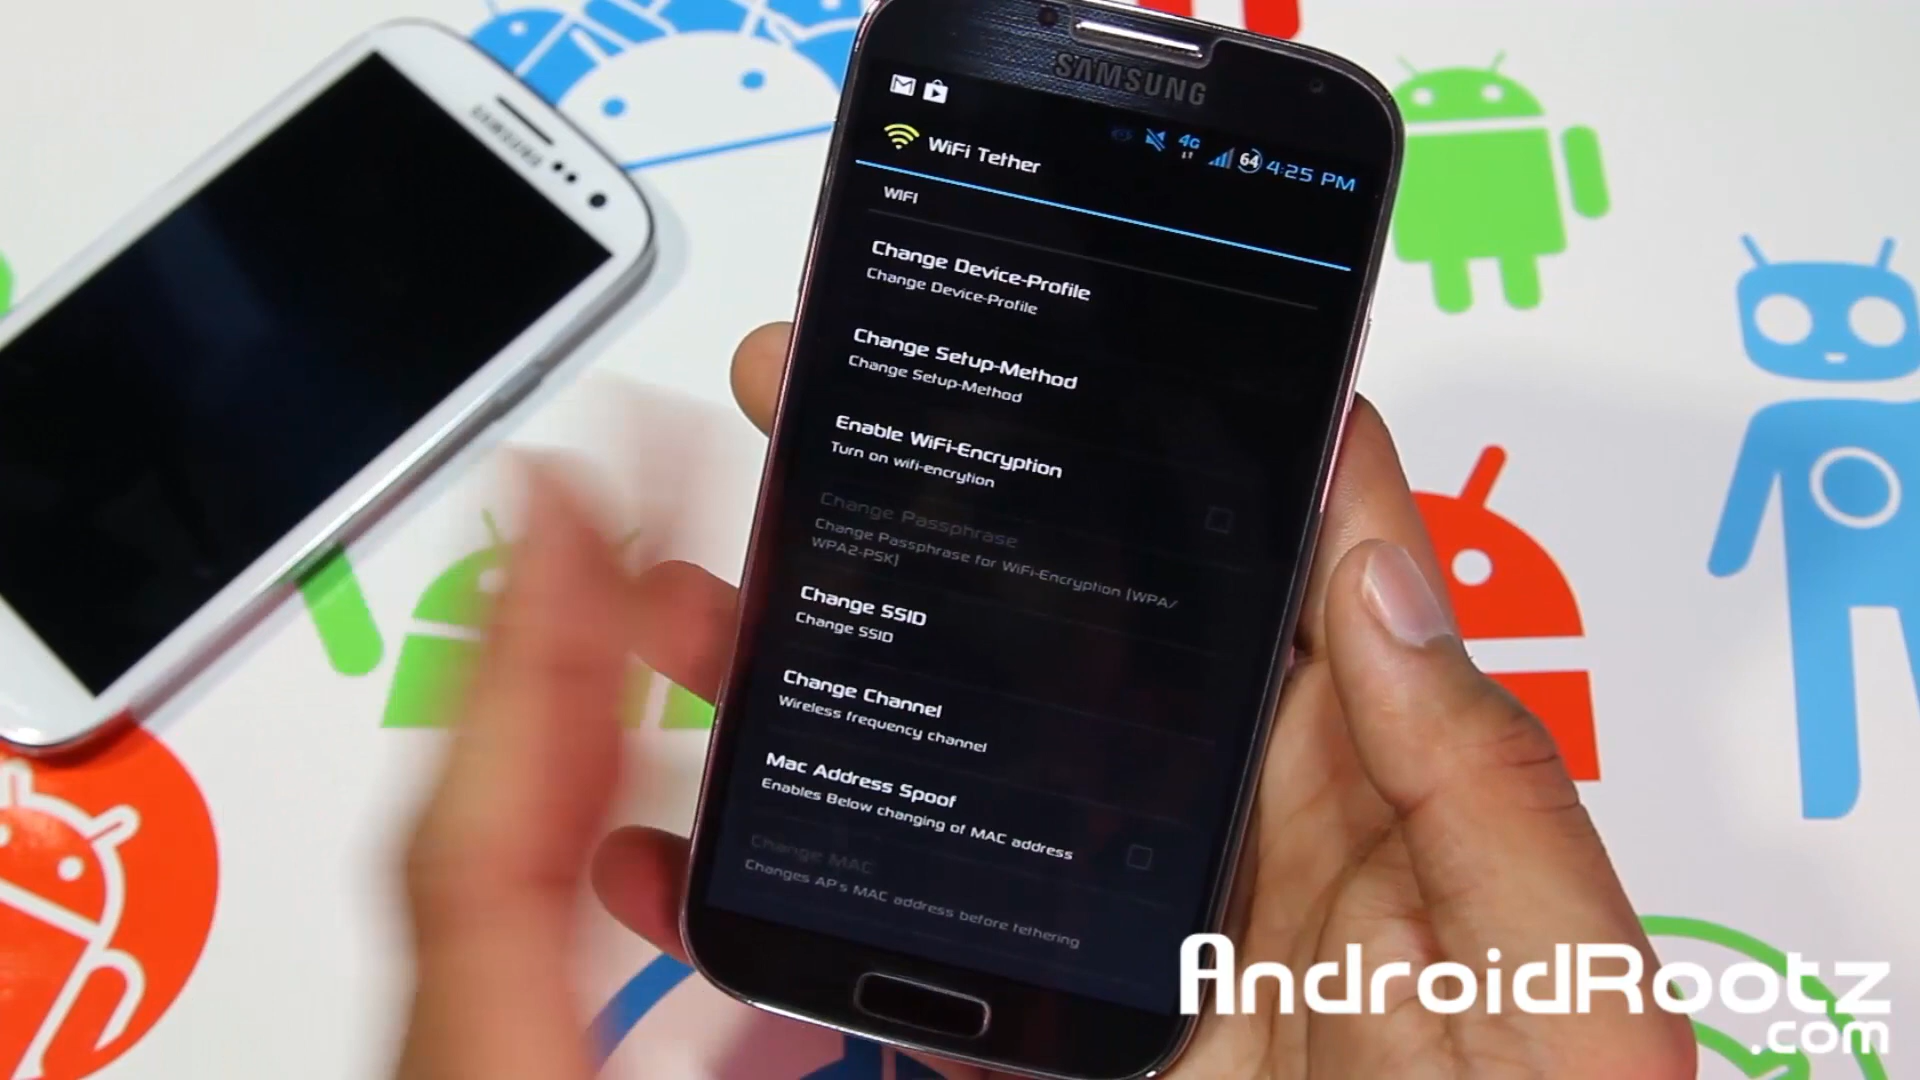 SAMSUNG
SAMSUNG
4G 64 4:25 PM
WiFi Tether
WIFI
Change Device-Profile
Change Device-Profile
Change Setup-Method
Change Setup-Method
Enable WiFi-Encryption
Turn on wifi-encrytion
Change Passphrase
Change Passphrase for WiFi-Encryption (WPA/
WPA2-PSK)
Change SSID
Change SSID
Change Channel
Wireless frequency channel
Mac Address Spoof
Enables Below changing of MAC address
Change MAC
Changes AP's MAC address before tethering
AndroidRootz
.com